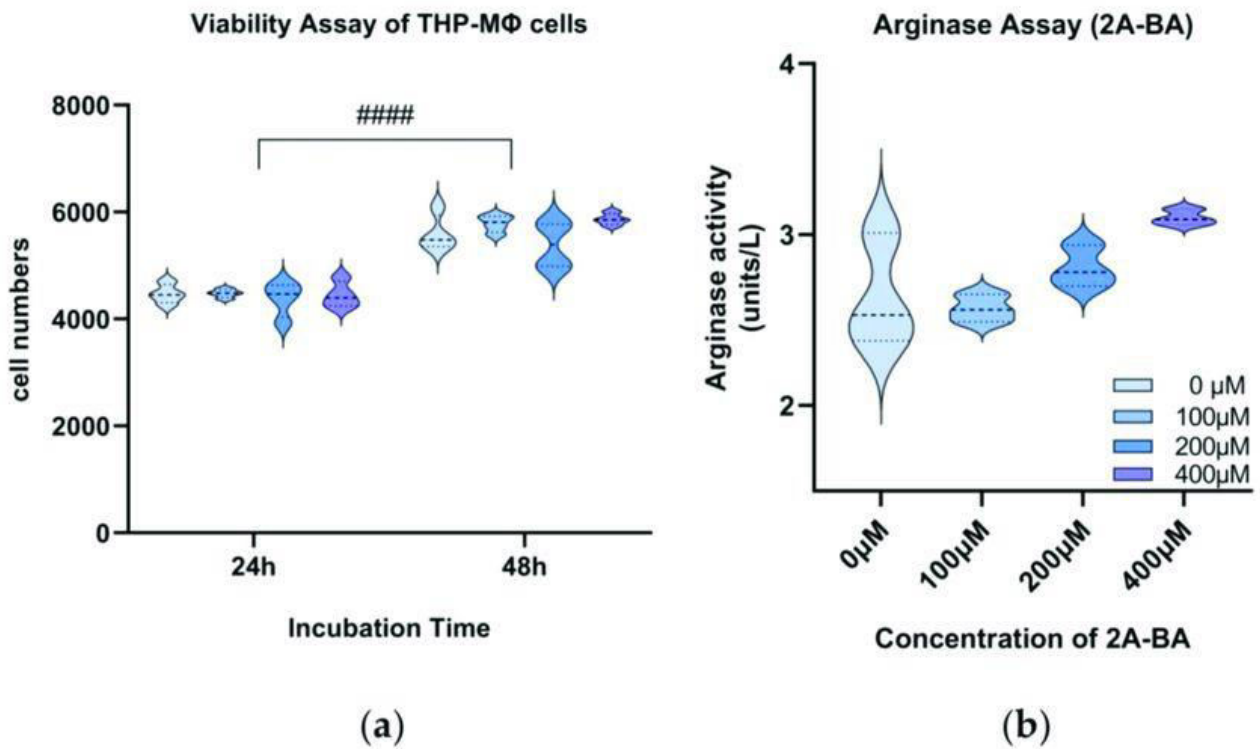 Viability Assay of THP-MΦ cells
####
8000
6000
4000
2000
0
cell numbers
24h
48h
Incubation Time
(a)
Arginase Assay (2A-BA)
4
3
2
Arginase activity
(units/L)
0 µM
100µM
200µM
400µM
0µM
100µM
200µM
400µM
Concentration of 2A-BA
(b)